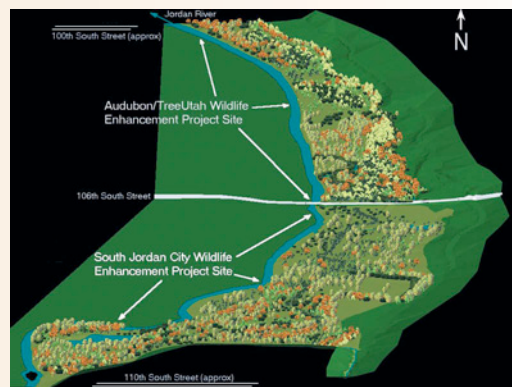 Jordan River
100th South Street (approx)
N
Audubon/TreeUtah Wildlife
Enhancement Project Site
106th South Street
South Jordan City Wildlife
Enhancement Project Site
110th South Street (approx)